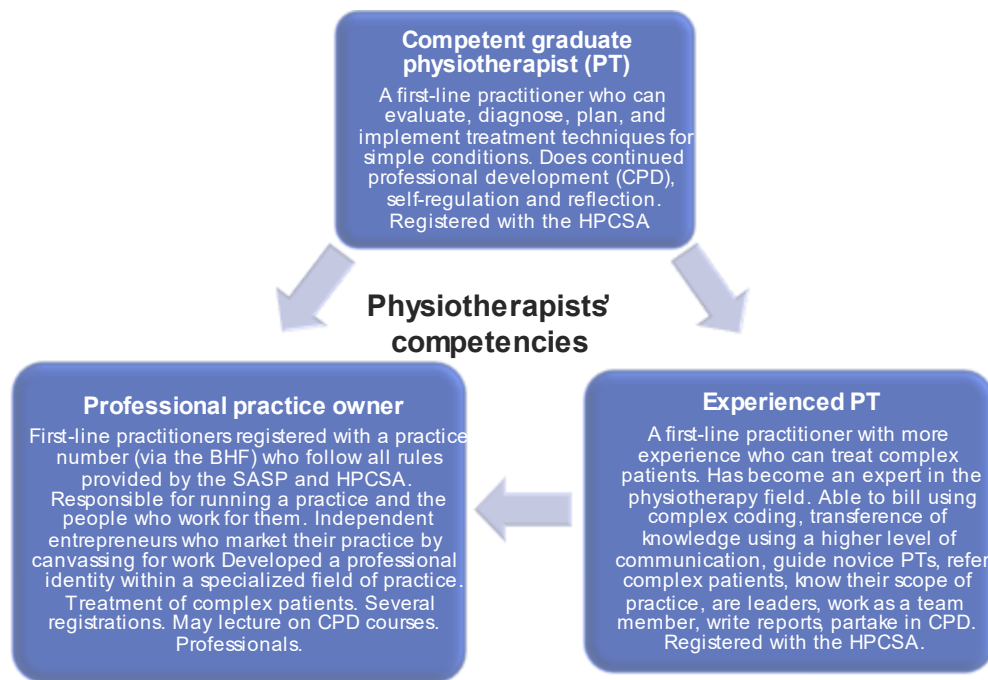 Competent graduate
physiotherapist (PT)
A first-line practitioner who can
evaluate, diagnose, plan, and
implement treatment techniques for
simple conditions. Does continued
professional development (CPD),
self-regulation and reflection.
Registered with the HPCSA
Physiotherapists'
competencies
Professional practice owner
First-line practitioners registered with a practice
number (via the BHF) who follow all rules
provided by the SASP and HPCSA.
Responsible for running a practice and the
people who work for them. Independent
entrepreneurs who market their practice by
canvassing for work Developed a professional
identity within a specialized field of practice.
Treatment of complex patients. Several
registrations. May lecture on CPD courses.
Professionals.
Experienced PT
A first-line practitioner with more
experience who can treat complex
patients. Has become an expert in the
physiotherapy field. Able to bill using
complex coding, transference of
knowledge using a higher level of
communication, guide novice PTs, refer
complex patients, know their scope of
practice, are leaders, work as a team
member, write reports, partake in CPD.
Registered with the HPCSA.